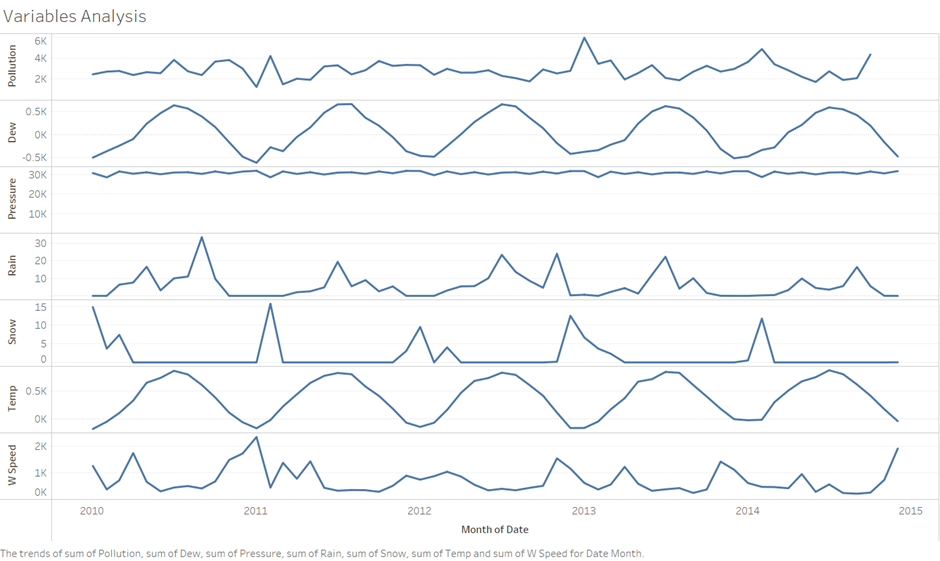 Variables Analysis
Pollution
6K
4K
2K
Dew
0.5K
0K
-0.5K
Pressure
30K
20K
10K
Rain
30
20
10
Snow
15
10
5
0
Temp
0.5K
0K
W Speed
2K
1K
0K
2010 2011 2012 2013 2014 2015
Month of Date
The trends of sum of Pollution, sum of Dew, sum of Pressure, sum of Rain, sum of Snow, sum of Temp and sum of W Speed for Date Month.